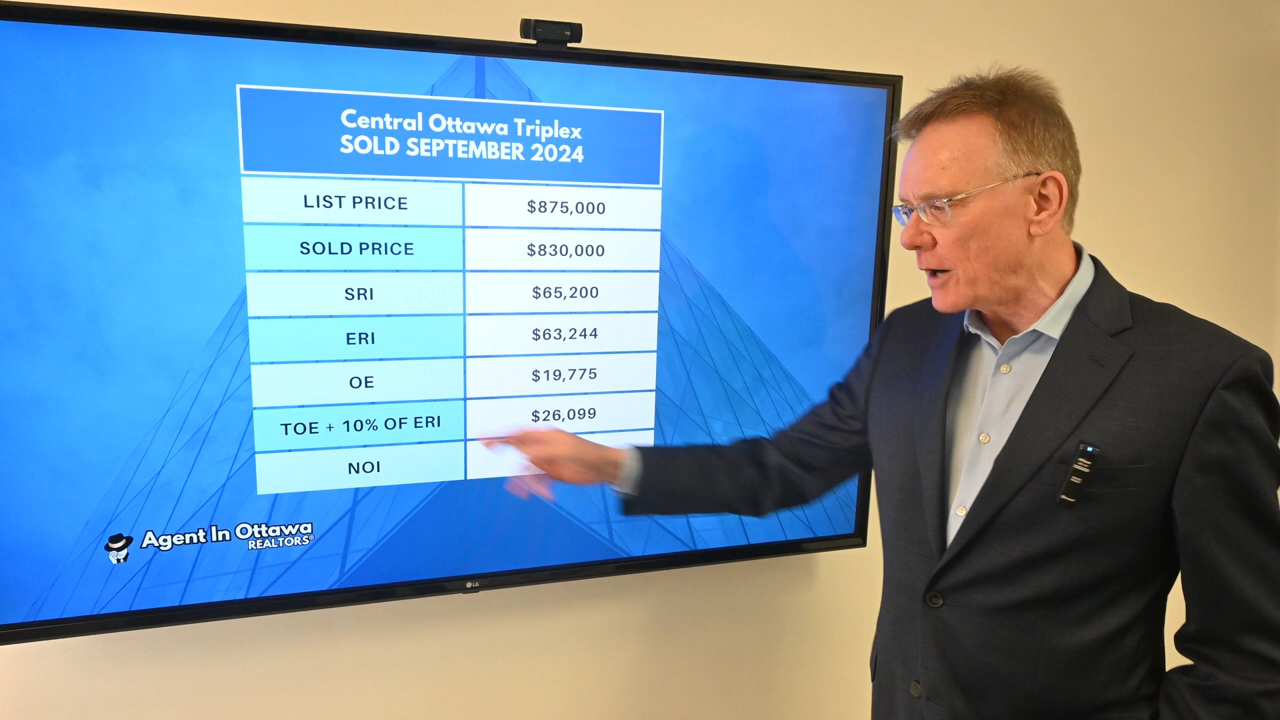 Central Ottawa Triplex
SOLD SEPTEMBER 2024
LIST PRICE $875,000
SOLD PRICE $830,000
SRI $65,200
ERI $63,244
OE $19,775
TOE + 10% OF ERI $26,099
NOI
Agent In Ottawa
REALTORS®
LG